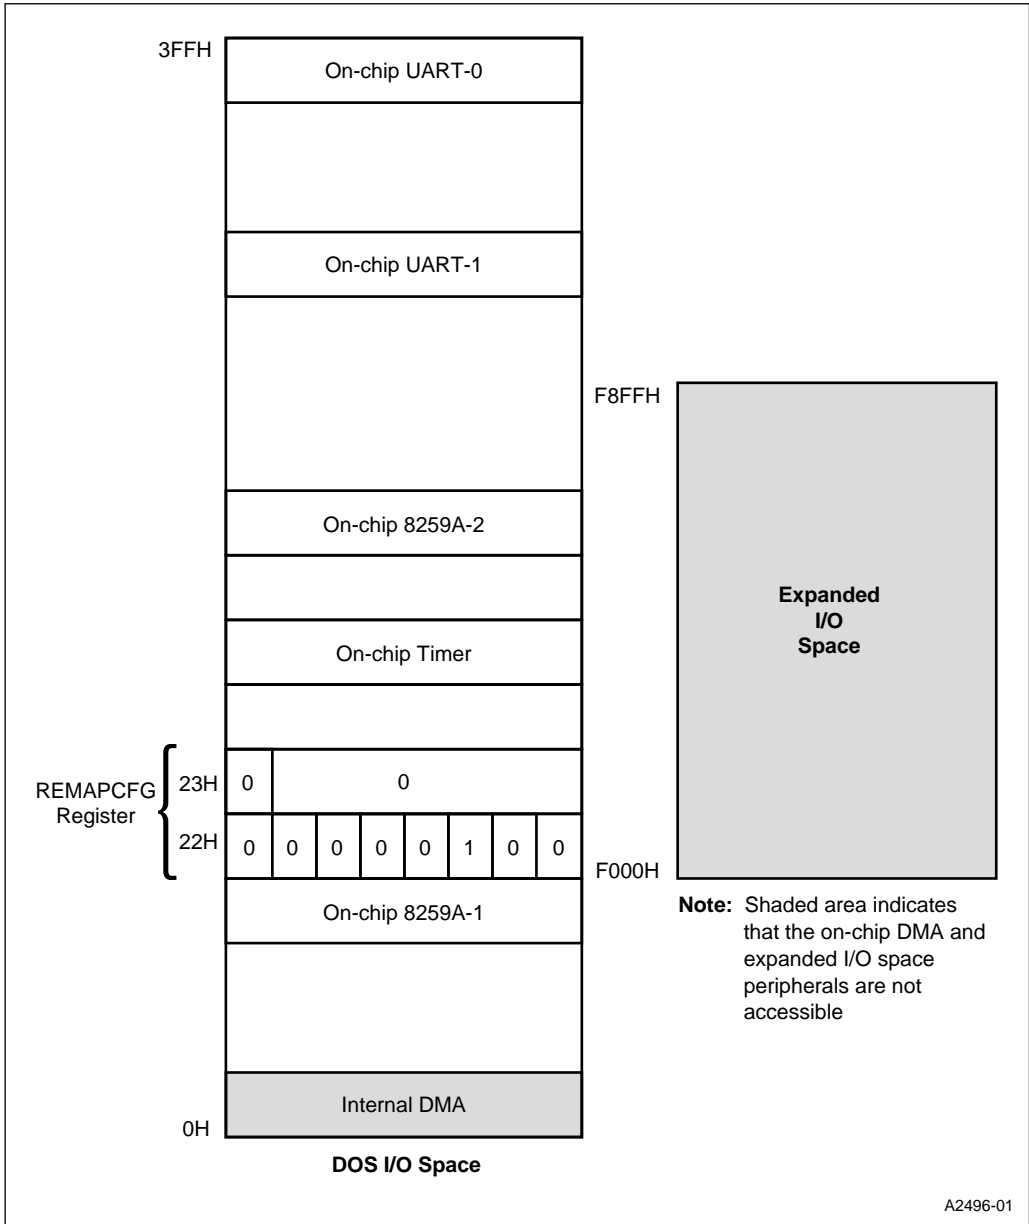 3FFH
On-chip UART-0
On-chip UART-1
F8FFH
On-chip 8259A-2
Expanded
I/O
Space
On-chip Timer
REMAPCFG
Register
23H
0
0
22H
0 0 0 0 0 1 0 0
F000H
On-chip 8259A-1
Note: Shaded area indicates
that the on-chip DMA and
expanded I/O space
peripherals are not
accessible
Internal DMA
0H
DOS I/O Space
A2496-01